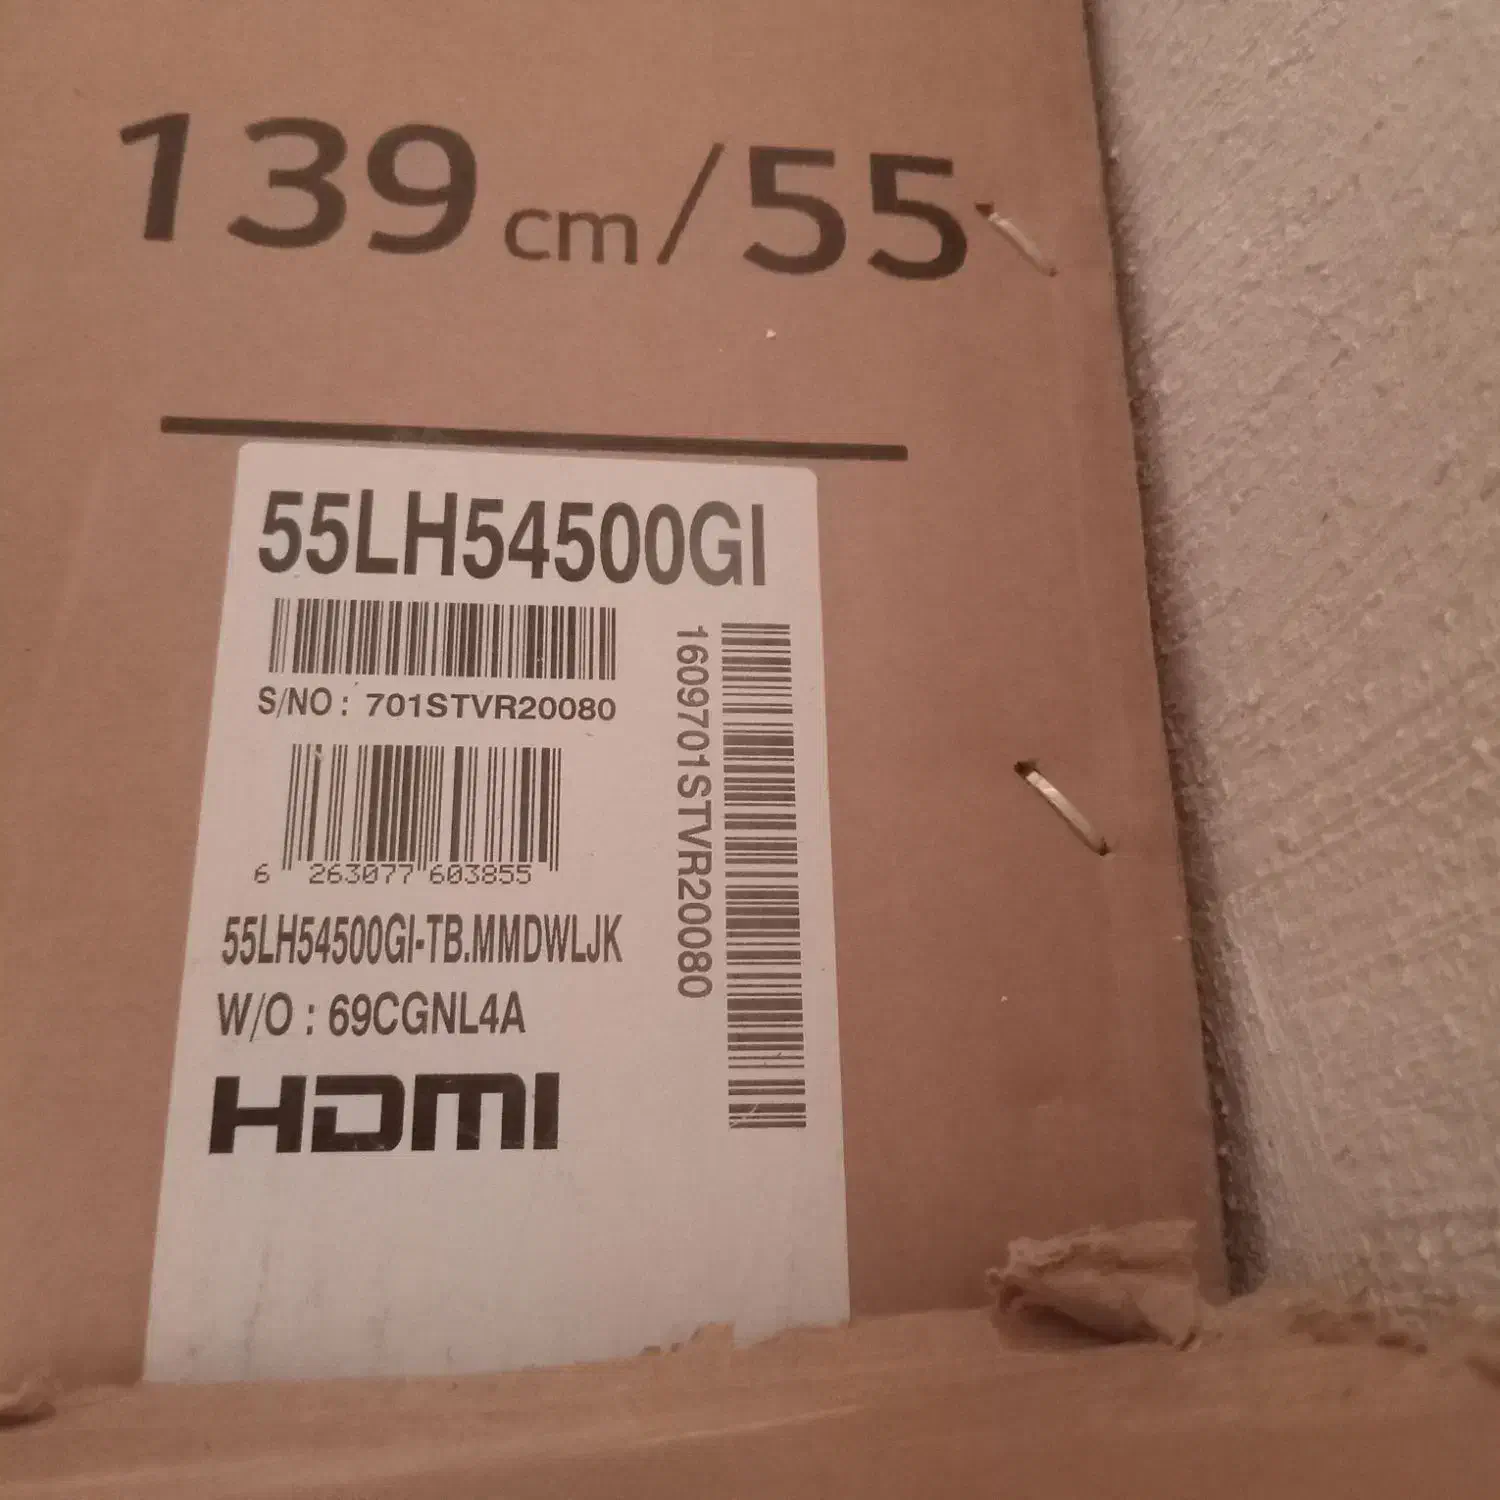 139 cm/55
55LH54500GI
S/NO : 701STVR20080
1609701STVR20080
6 263077 603855
55LH54500GI-TB.MMDWLJK
W/O : 69CGNL4A
HDMI